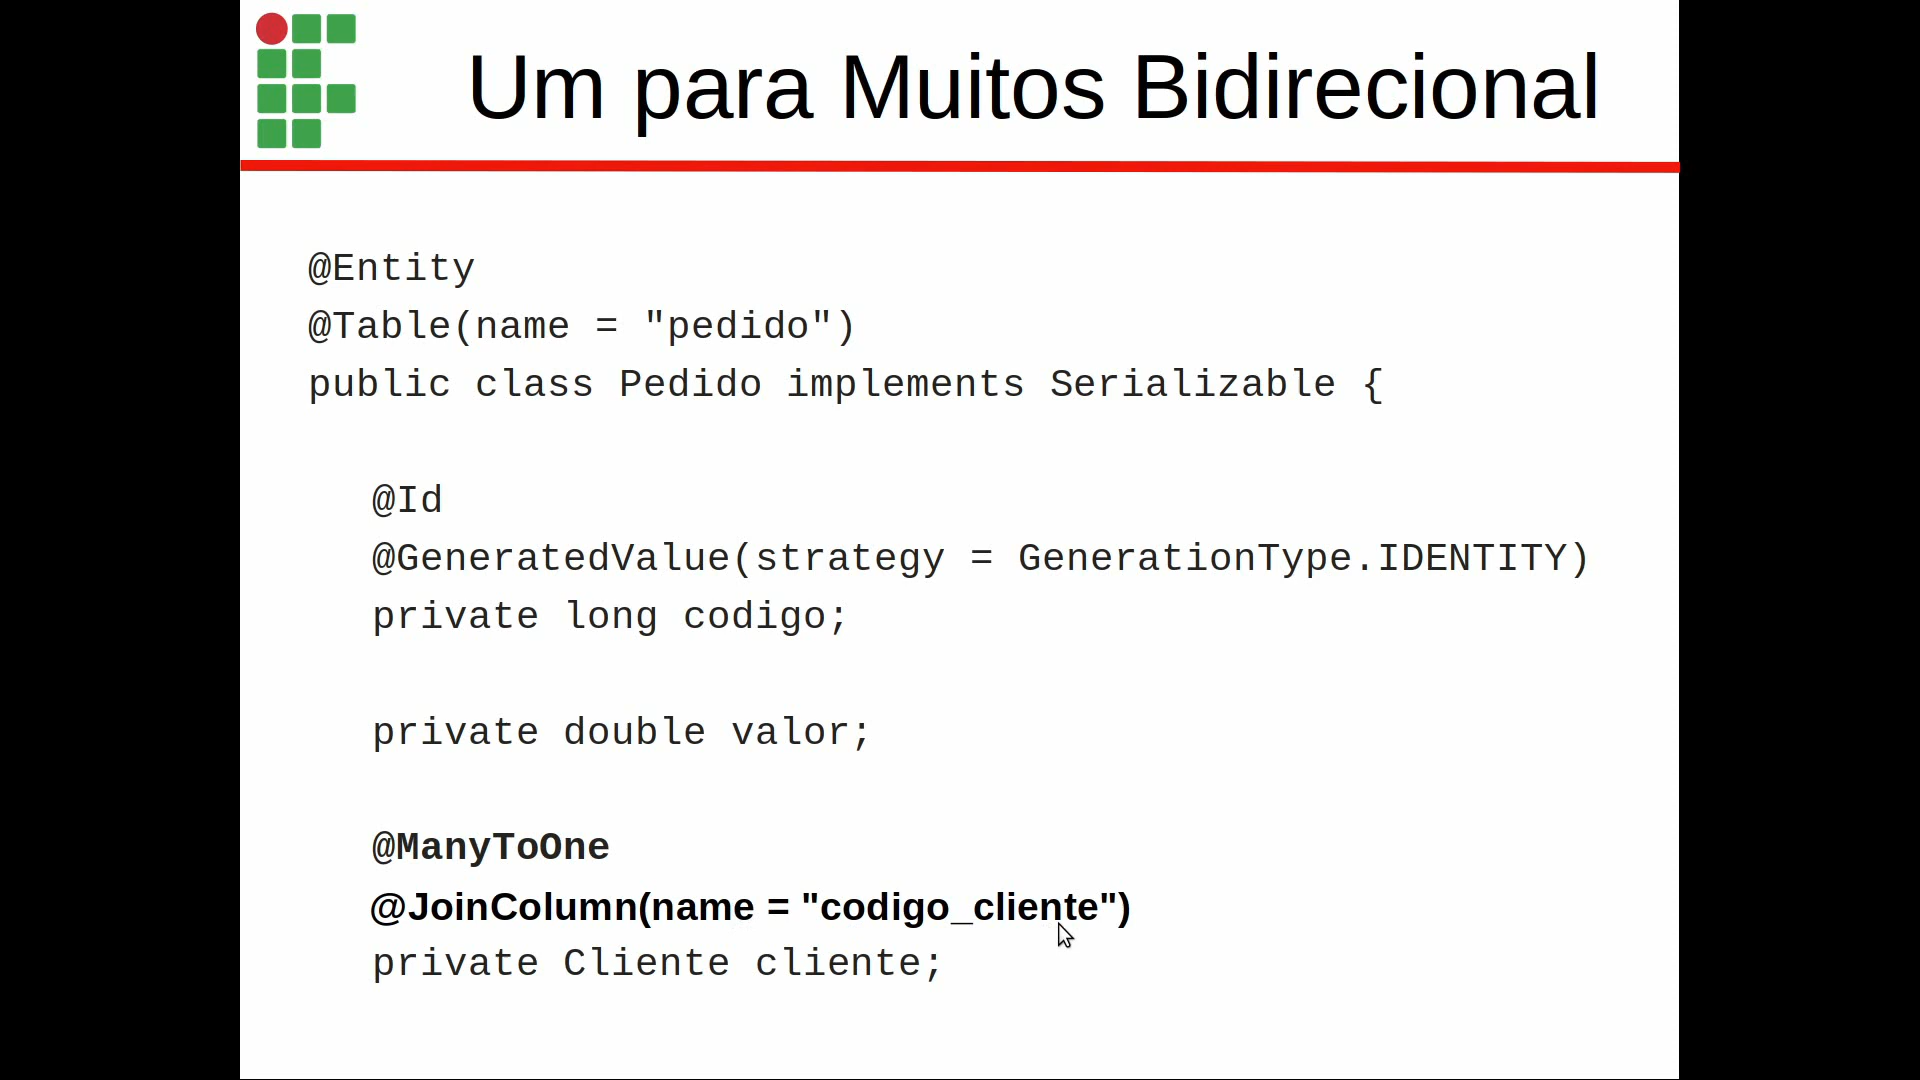 Um para Muitos Bidirecional
@Entity
@Table(name = "pedido")
public class Pedido implements Serializable {
@Id
@GeneratedValue(strategy = GenerationType.IDENTITY)
private long codigo;
private double valor;
@ManyToOne
@JoinColumn(name = "codigo_cliente")
private Cliente cliente;